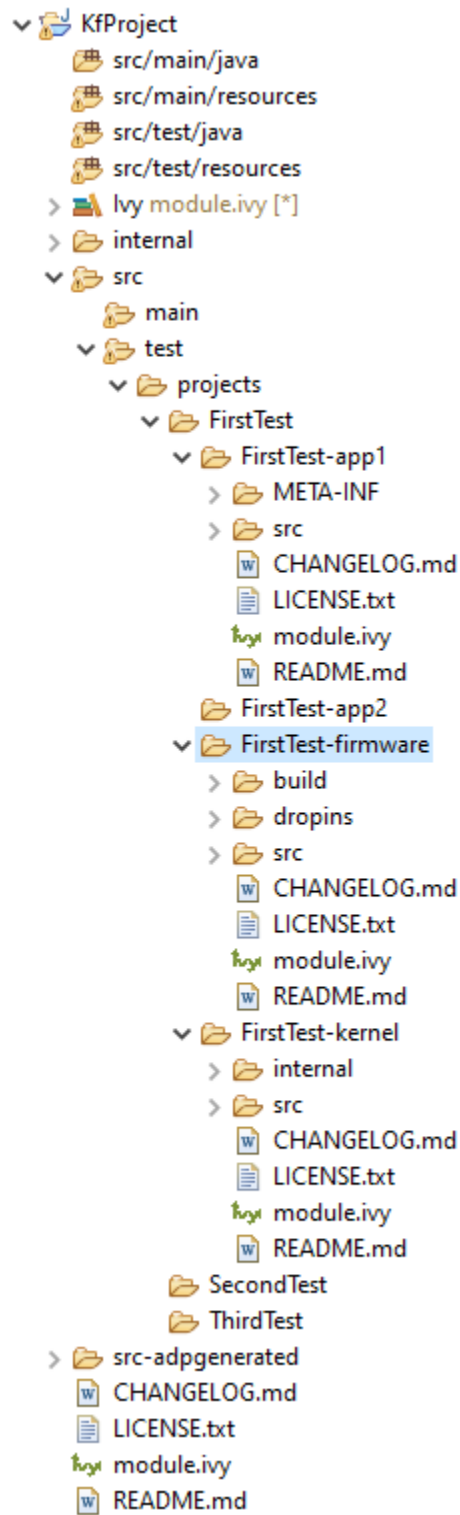 KfProject
src/main/java
src/main/resources
src/test/java
src/test/resources
Ivy module.ivy [*]
internal
src
main
test
projects
FirstTest
FirstTest-app1
META-INF
src
CHANGELOG.md
LICENSE.txt
module.ivy
README.md
FirstTest-app2
FirstTest-firmware
build
dropins
src
CHANGELOG.md
LICENSE.txt
module.ivy
README.md
FirstTest-kernel
internal
src
CHANGELOG.md
LICENSE.txt
module.ivy
README.md
SecondTest
ThirdTest
src-adpgenerated
CHANGELOG.md
LICENSE.txt
module.ivy
README.md